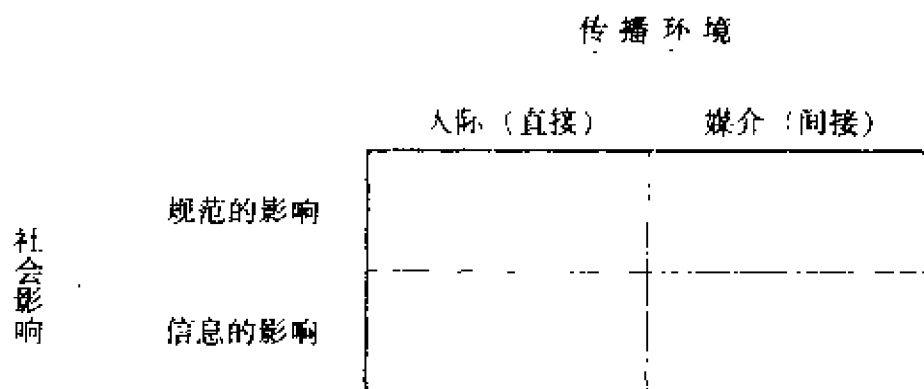 传播环境
人际（直接） 媒介（间接）
规范的影响
社会影响
信息的影响